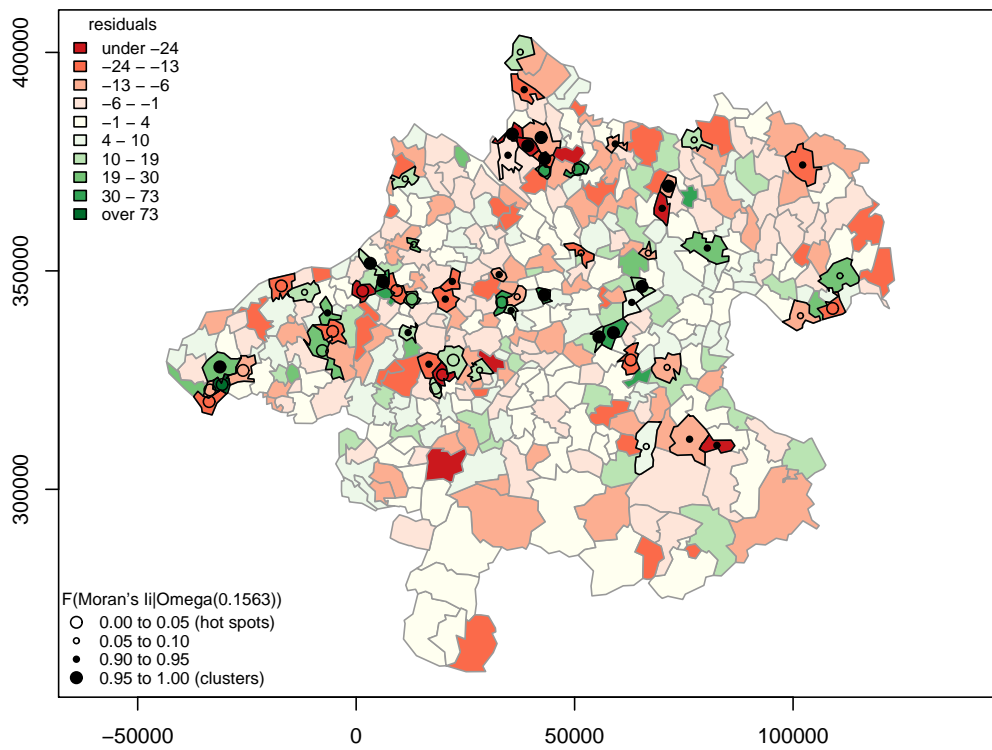 residuals
under −24
−24 − −13
−13 − −6
−6 − −1
−1 − 4
4 − 10
10 − 19
19 − 30
30 − 73
over 73
400000
350000
300000
F(Moran's Ii|Omega(0.1563))
0.00 to 0.05 (hot spots)
0.05 to 0.10
0.90 to 0.95
0.95 to 1.00 (clusters)
−50000 0 50000 100000